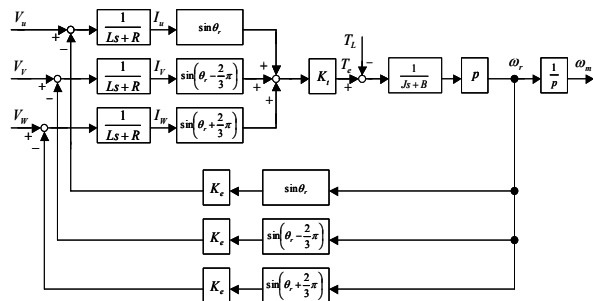 V_u + − 1/(Ls+R) I_u sinθ_r
V_V + − 1/(Ls+R) I_V sin(θ_r − 2/3 π)
V_W + − 1/(Ls+R) I_W sin(θ_r + 2/3 π)
+ + +
K_t
T_L
T_e + −
1/(Js+B)
p
ω_r
1/p
ω_m
K_e sinθ_r
K_e sin(θ_r − 2/3 π)
K_e sin(θ_r + 2/3 π)